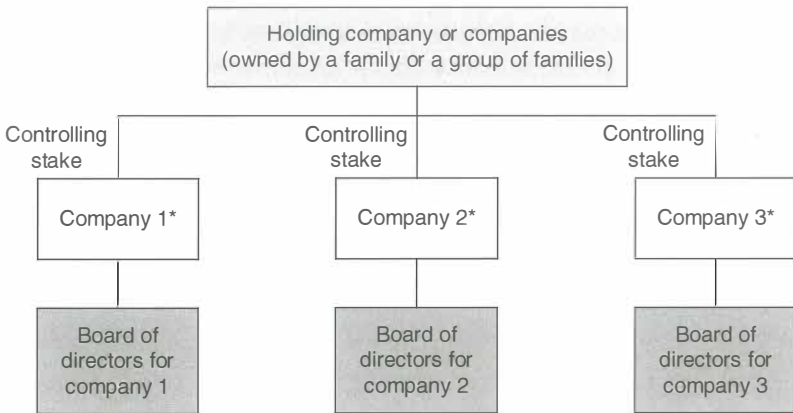 Holding company or companies
(owned by a family or a group of families)
Controlling
stake
Controlling
stake
Controlling
stake
Company 1*
Company 2*
Company 3*
Board of
directors for
company 1
Board of
directors for
company 2
Board of
directors for
company 3